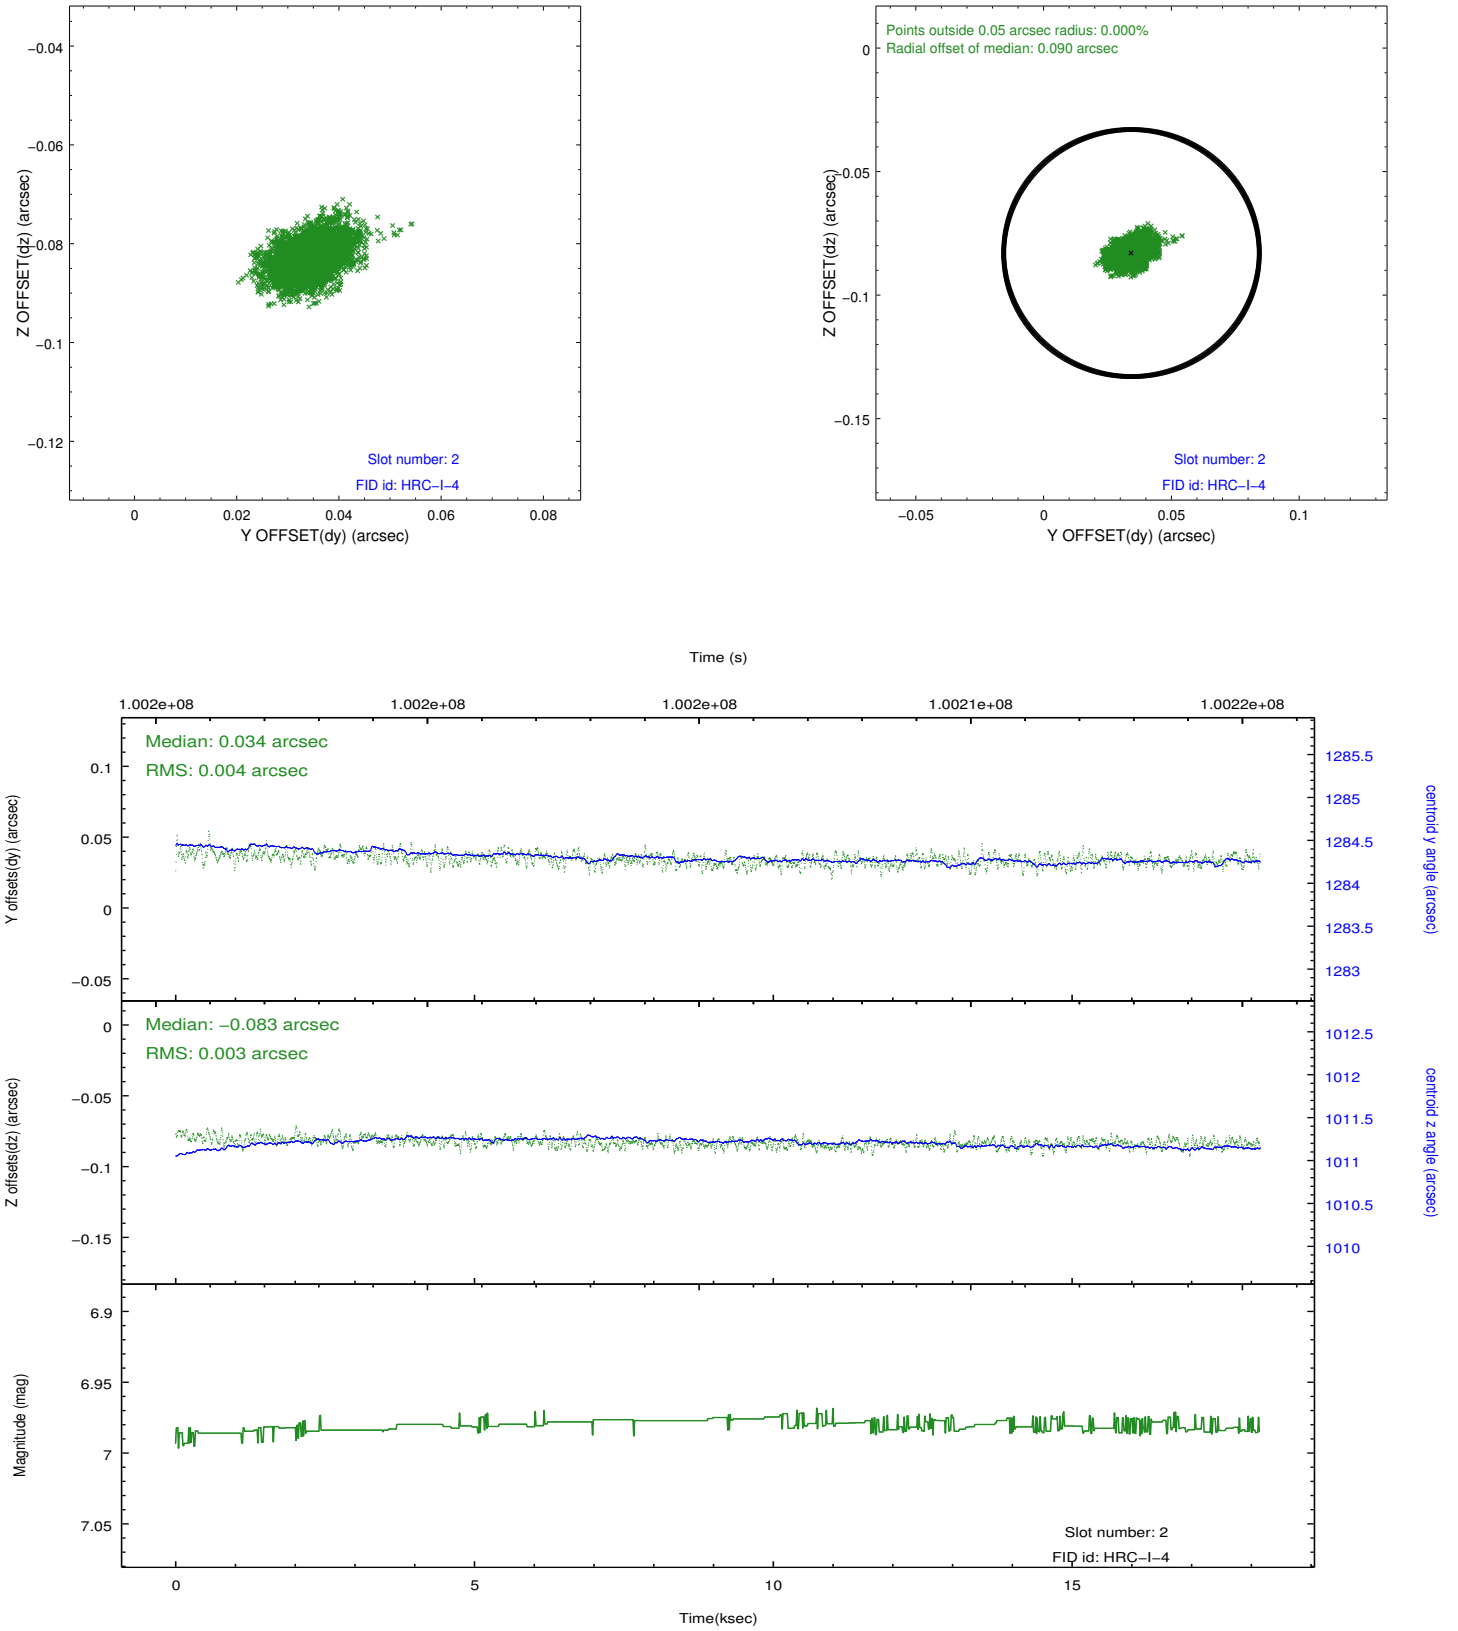 −0.04
−0.06
−0.08
−0.1
−0.12
Z OFFSET(dz) (arcsec)
Slot number: 2
FID id: HRC−I−4
0 0.02 0.04 0.06 0.08
Y OFFSET(dy) (arcsec)
Points outside 0.05 arcsec radius: 0.000%
Radial offset of median: 0.090 arcsec
0
−0.05
−0.1
−0.15
Z OFFSET(dz) (arcsec)
Slot number: 2
FID id: HRC−I−4
−0.05 0 0.05 0.1
Y OFFSET(dy) (arcsec)
Time (s)
1.002e+08 1.002e+08 1.002e+08 1.0021e+08 1.0022e+08
Median: 0.034 arcsec
RMS: 0.004 arcsec
0.1
0.05
0
−0.05
Y offsets(dy) (arcsec)
1285.5
1285
1284.5
1284
1283.5
1283
centroid y angle (arcsec)
Median: −0.083 arcsec
RMS: 0.003 arcsec
0
−0.05
−0.1
−0.15
Z offsets(dz) (arcsec)
1012.5
1012
1011.5
1011
1010.5
1010
centroid z angle (arcsec)
6.9
6.95
7
7.05
Magnitude (mag)
Slot number: 2
FID id: HRC−I−4
0 5 10 15
Time(ksec)